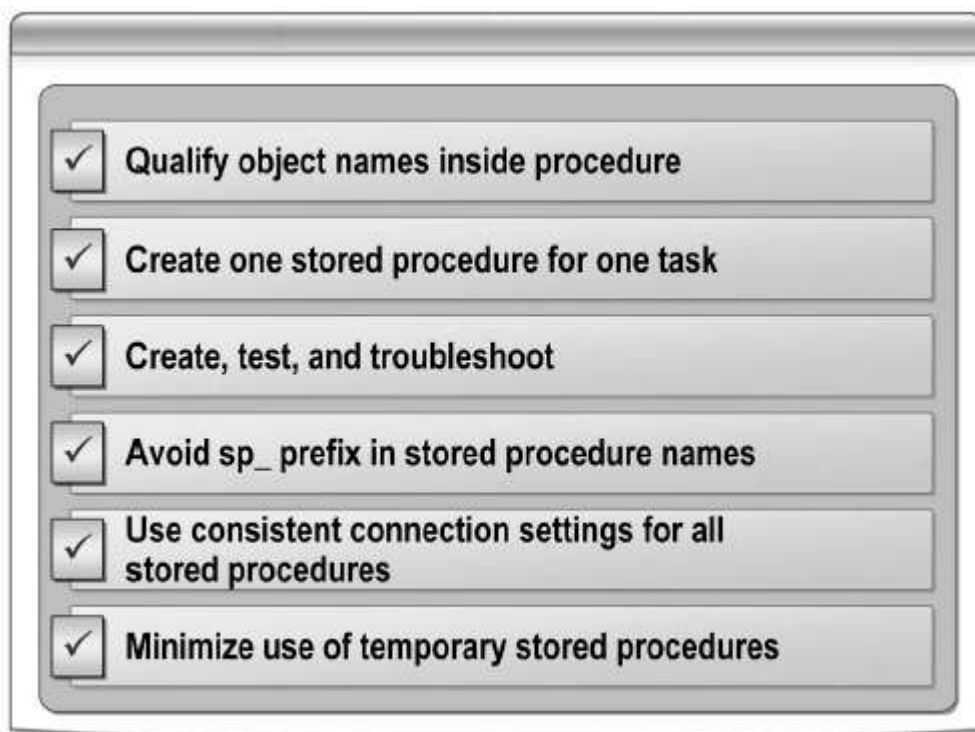 Qualify object names inside procedure
Create one stored procedure for one task
Create, test, and troubleshoot
Avoid sp_ prefix in stored procedure names
Use consistent connection settings for all
stored procedures
Minimize use of temporary stored procedures